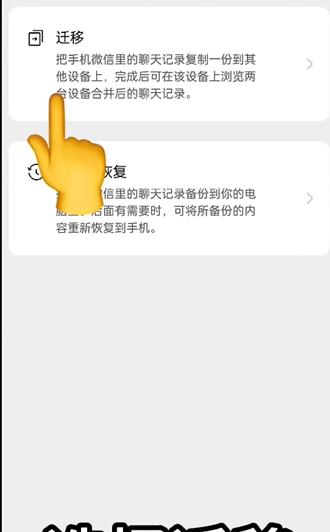 迁移
把手机微信里的聊天记录复制一份到其
他设备上，完成后可在该设备上浏览两
台设备合并后的聊天记录。
恢复
信里的聊天记录备份到你的电
后面有需要时，可将所备份的内
容重新恢复到手机。